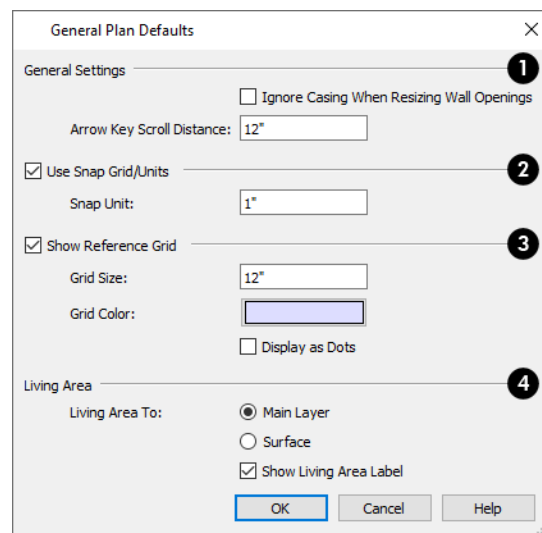 General Plan Defaults
General Settings 1
Ignore Casing When Resizing Wall Openings
Arrow Key Scroll Distance: 12"
Use Snap Grid/Units 2
Snap Unit: 1"
Show Reference Grid 3
Grid Size: 12"
Grid Color:
Display as Dots
Living Area 4
Living Area To: Main Layer
Surface
Show Living Area Label
OK Cancel Help